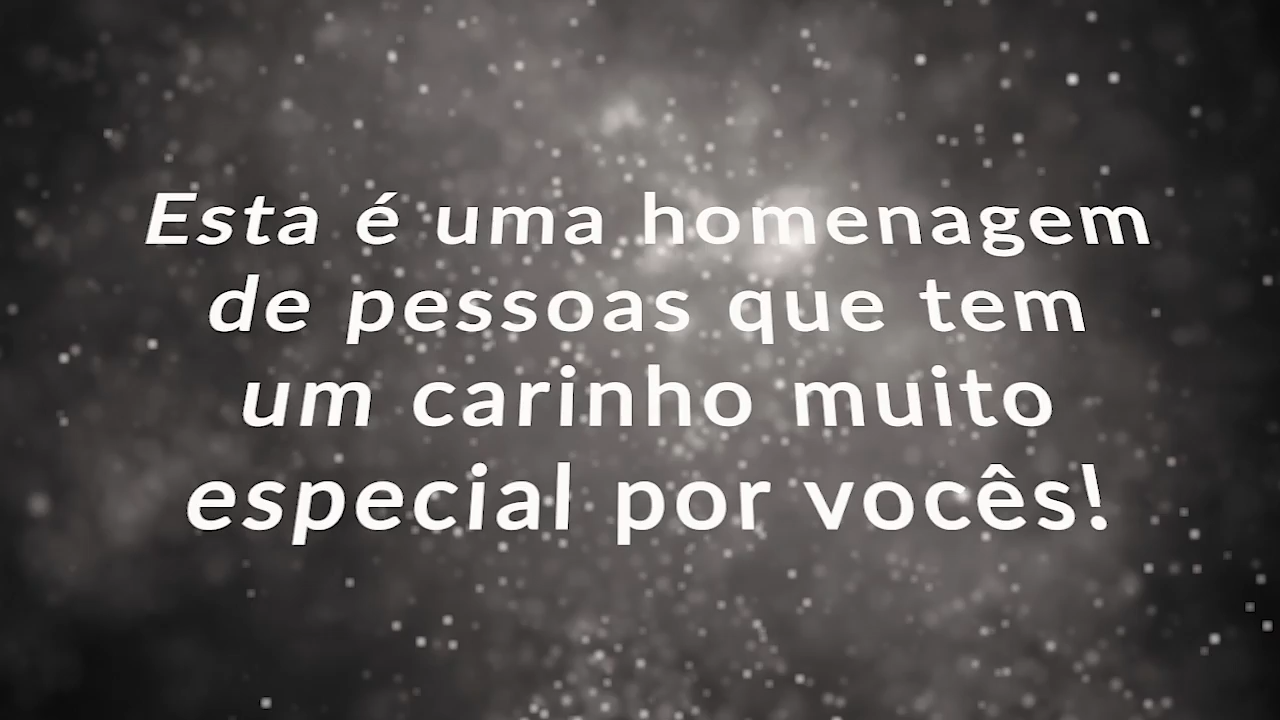 Esta é uma homenagem
de pessoas que tem
um carinho muito
especial por vocês!